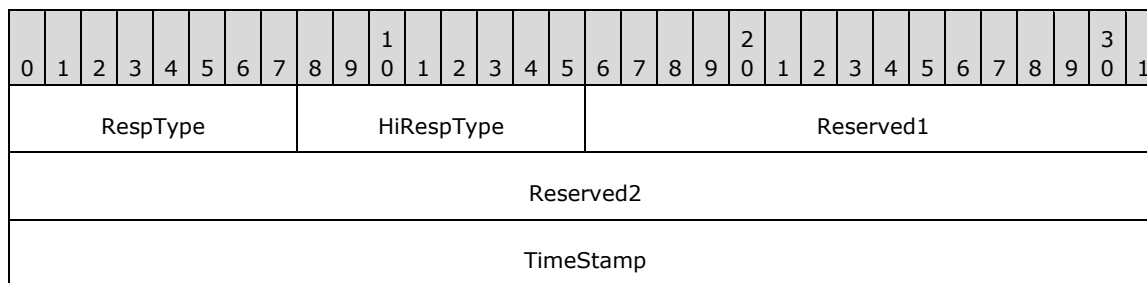 1 2 3
0 1 2 3 4 5 6 7 8 9 0 1 2 3 4 5 6 7 8 9 0 1 2 3 4 5 6 7 8 9 0 1
RespType HiRespType Reserved1
Reserved2
TimeStamp